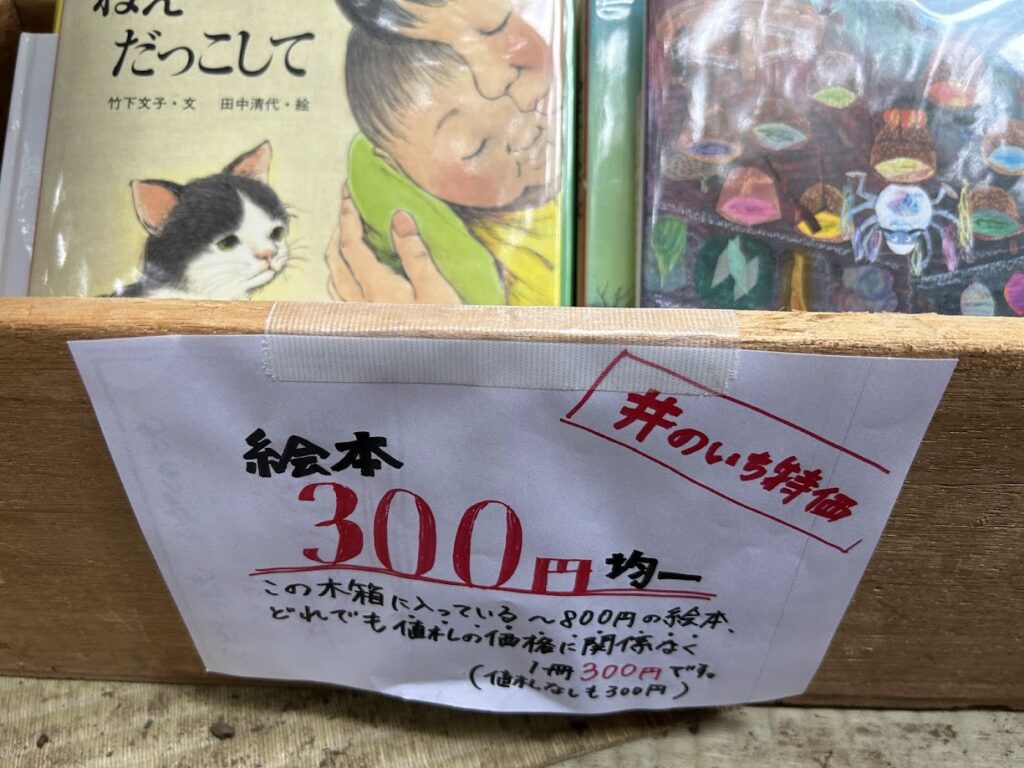 ねえ
だっこして
竹下文子・文 田中清代・絵
井のいち特価
絵本
300円均一
この木箱に入っている～800円の絵本、
どれでも値札の価格に関係なく
1冊300円です。
(値札なしも300円)